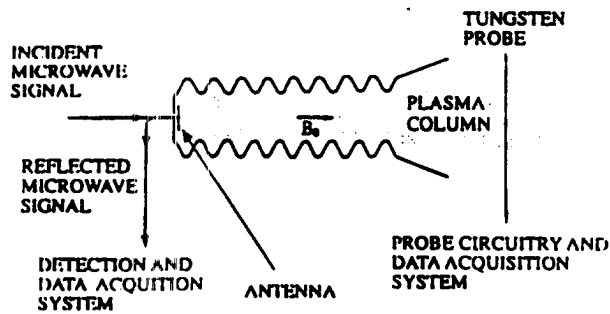 INCIDENT
MICROWAVE
SIGNAL
TUNGSTEN
PROBE
PLASMA
COLUMN
B₀
REFLECTED
MICROWAVE
SIGNAL
DETECTION AND
DATA ACQUITION
SYSTEM
ANTENNA
PROBE CIRCUITRY AND
DATA ACQUISITION
SYSTEM